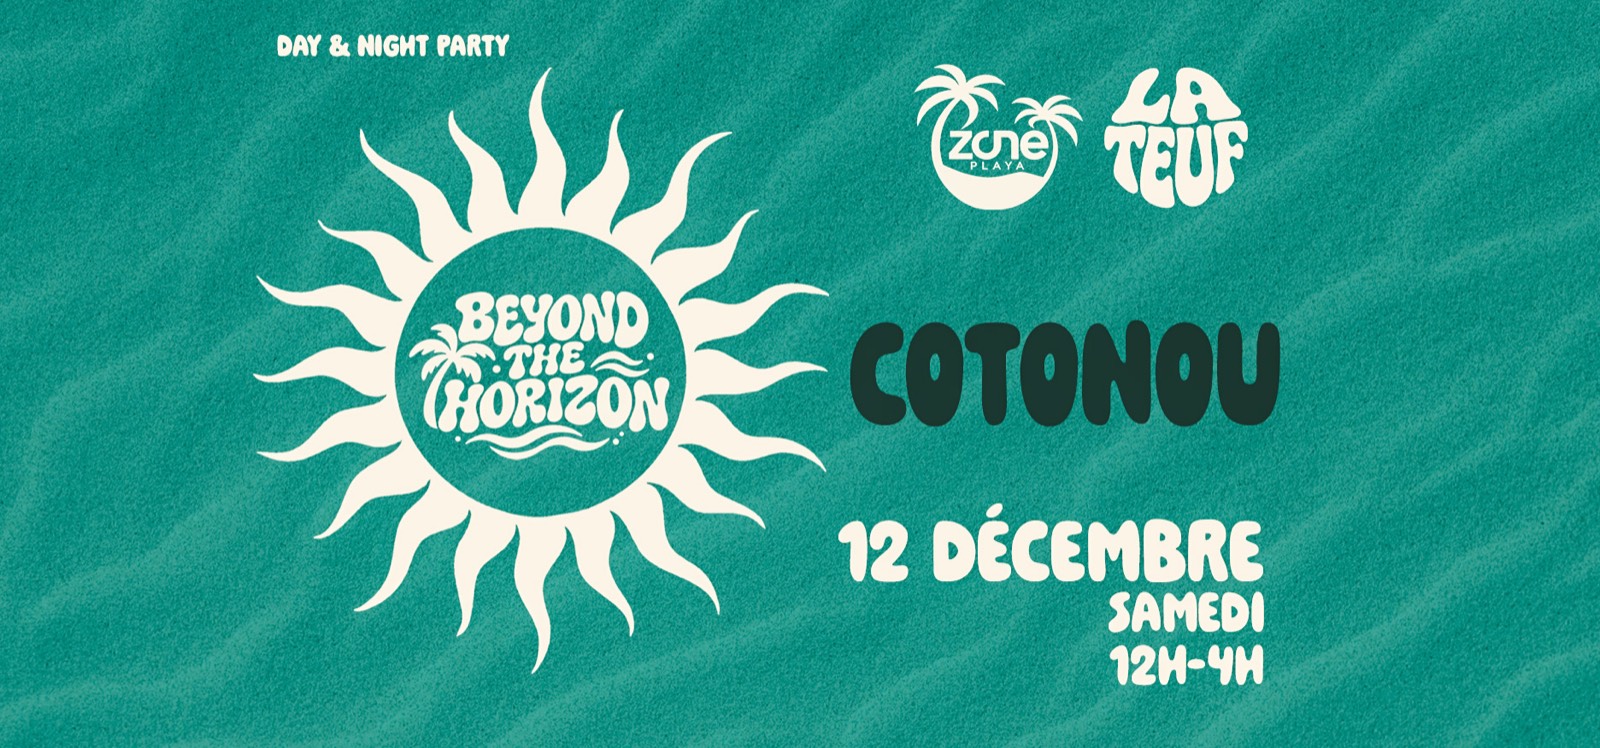 DAY & NIGHT PARTY
BEYOND
THE
HORIZON
zone
PLAYA
LA
TEUF
COTONOU
12 DÉCEMBRE
SAMEDI
12H-4H